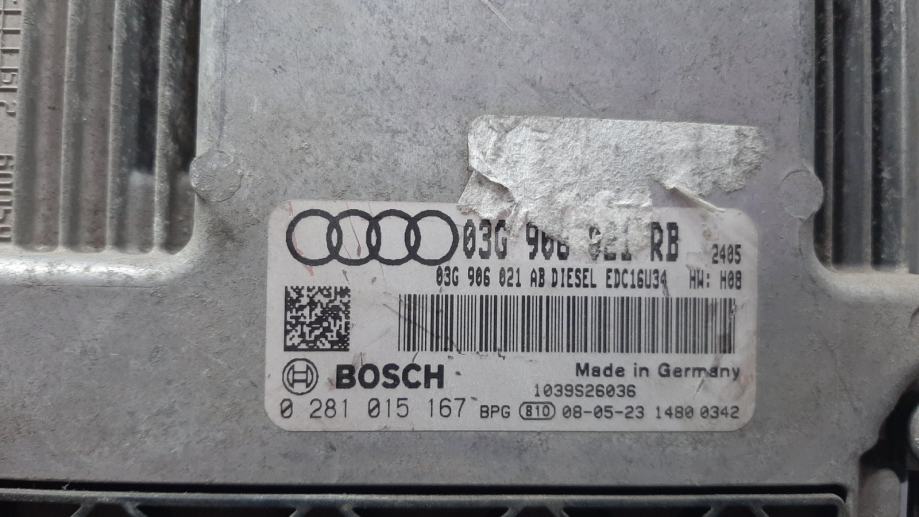 03G 906 021 RB 2405
03G 906 021 AB DIESEL EDC16U34 HW: H08
BOSCH Made in Germany
1039S26036
0 281 015 167 BPG 810 08-05-23 1480 0342